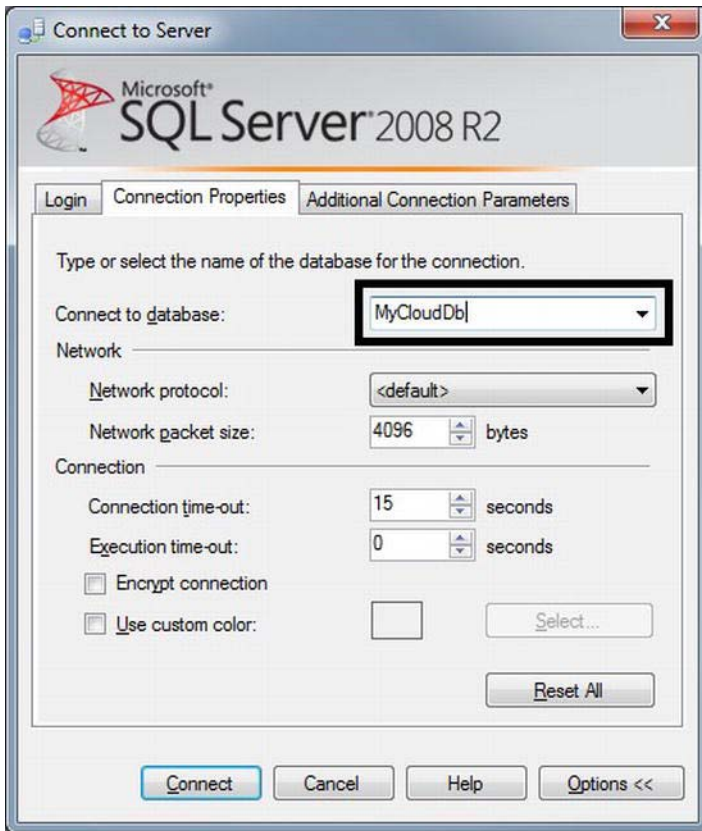 Connect to Server
Microsoft®
SQL Server® 2008 R2
Login Connection Properties Additional Connection Parameters
Type or select the name of the database for the connection.
Connect to database: MyCloudDb
Network
Network protocol: <default>
Network packet size: 4096 bytes
Connection
Connection time-out: 15 seconds
Execution time-out: 0 seconds
Encrypt connection
Use custom color: Select...
Reset All
Connect Cancel Help Options <<